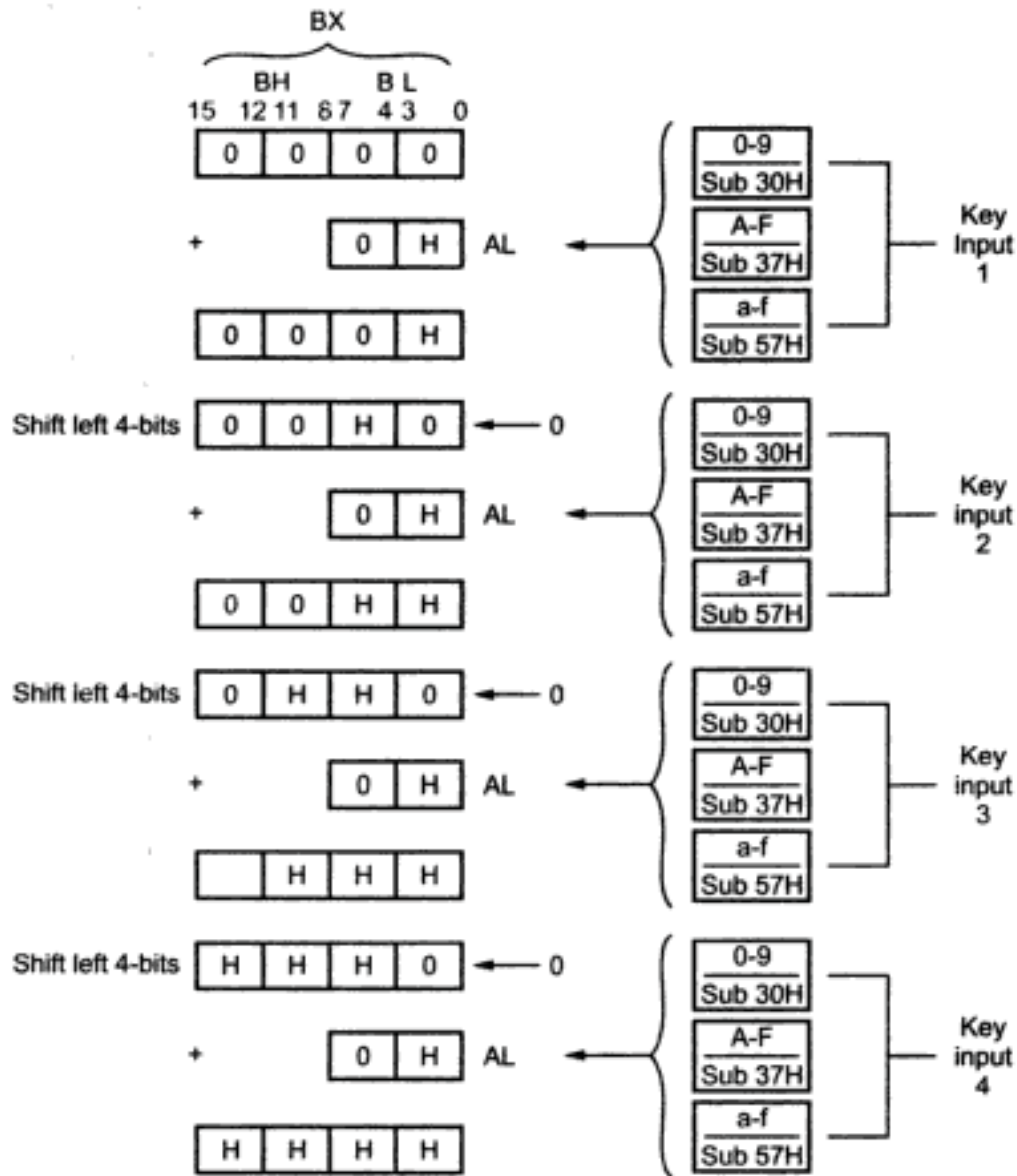 BX
BH B L
15 12 11 8 7 4 3 0
0 0 0 0
+ 0 H AL
0 0 0 H
0-9
Sub 30H
A-F
Sub 37H
a-f
Sub 57H
Key
Input
1
Shift left 4-bits 0 0 H 0 0
+ 0 H AL
0 0 H H
0-9
Sub 30H
A-F
Sub 37H
a-f
Sub 57H
Key
input
2
Shift left 4-bits 0 H H 0 0
+ 0 H AL
H H H
0-9
Sub 30H
A-F
Sub 37H
a-f
Sub 57H
Key
input
3
Shift left 4-bits H H H 0 0
+ 0 H AL
H H H H
0-9
Sub 30H
A-F
Sub 37H
a-f
Sub 57H
Key
input
4